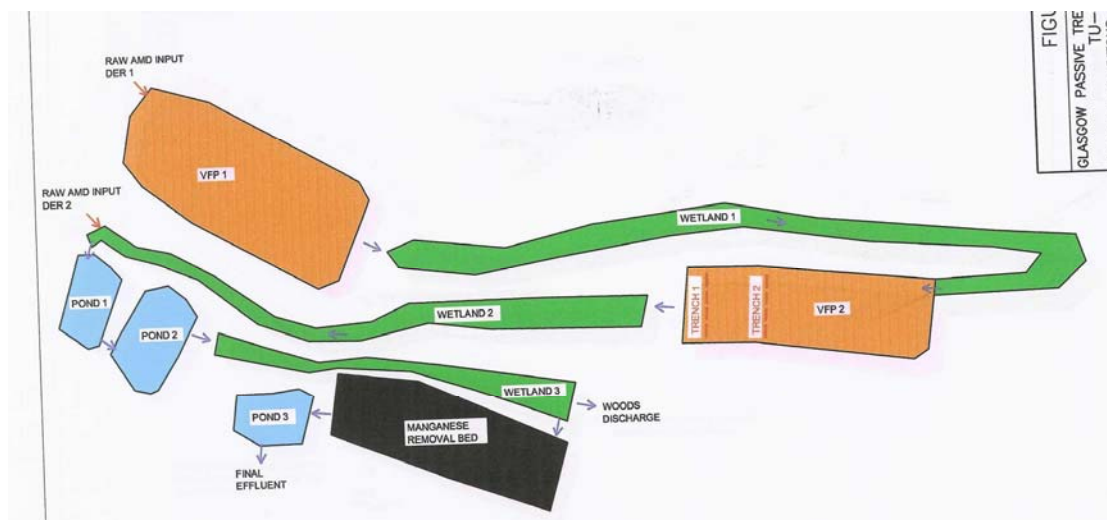 RAW AMD INPUT
DER 1
VFP 1
RAW AMD INPUT
DER 2
WETLAND 1
POND 1
POND 2
WETLAND 2
TRENCH 1
TRENCH 2
VFP 2
WETLAND 3
WOODS
DISCHARGE
POND 3
MANGANESE
REMOVAL BED
FINAL
EFFLUENT
GLASGOW PASSIVE
TU-